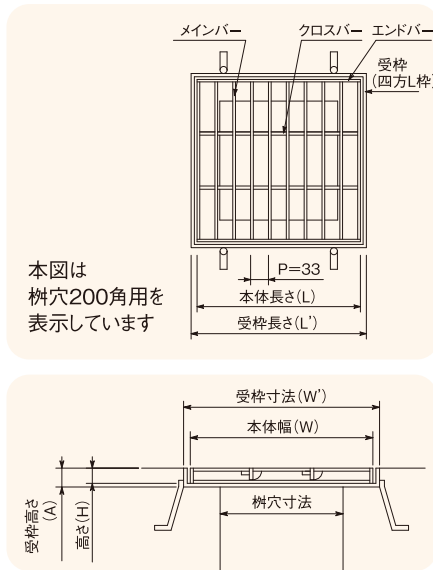 メインバー
クロスバー
エンドバー
受枠
(四方L枠)
P=33
本体長さ(L)
受枠長さ(L')
本図は
桝穴200角用を
表示しています
受枠寸法(W')
本体幅(W)
桝穴寸法
受枠高さ
(A)
高さ(H)